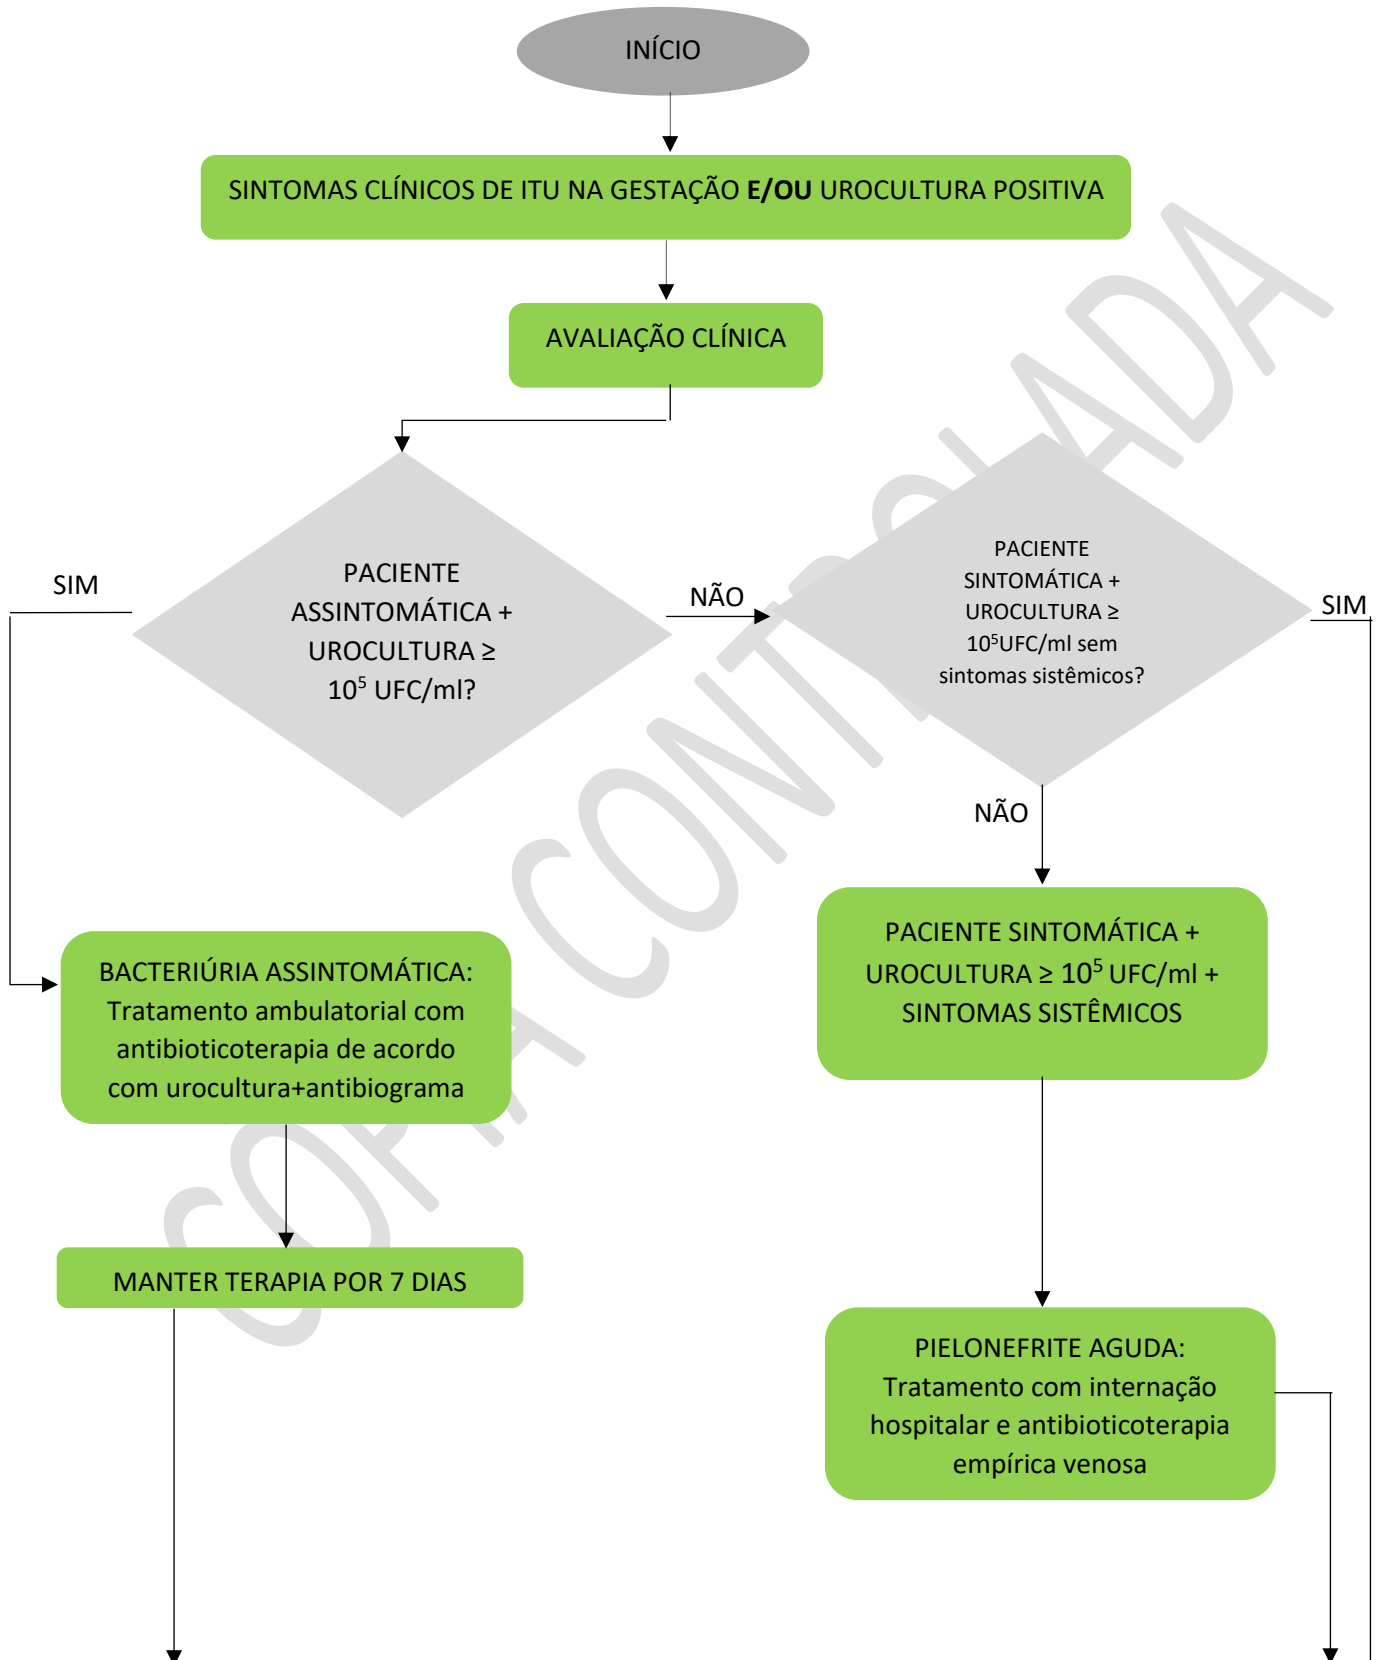 INÍCIO
SINTOMAS CLÍNICOS DE ITU NA GESTAÇÃO E/OU UROCULTURA POSITIVA
AVALIAÇÃO CLÍNICA
SIM
PACIENTE
ASSINTOMÁTICA +
UROCULTURA ≥
10⁵ UFC/ml?
NÃO
PACIENTE
SINTOMÁTICA +
UROCULTURA ≥
10⁵UFC/ml sem
sintomas sistêmicos?
SIM
NÃO
BACTERIÚRIA ASSINTOMÁTICA:
Tratamento ambulatorial com
antibioticoterapia de acordo
com urocultura+antibiograma
PACIENTE SINTOMÁTICA +
UROCULTURA ≥ 10⁵ UFC/ml +
SINTOMAS SISTÊMICOS
MANTER TERAPIA POR 7 DIAS
PIELONEFRITE AGUDA:
Tratamento com internação
hospitalar e antibioticoterapia
empírica venosa
COPIA CONTROLADA